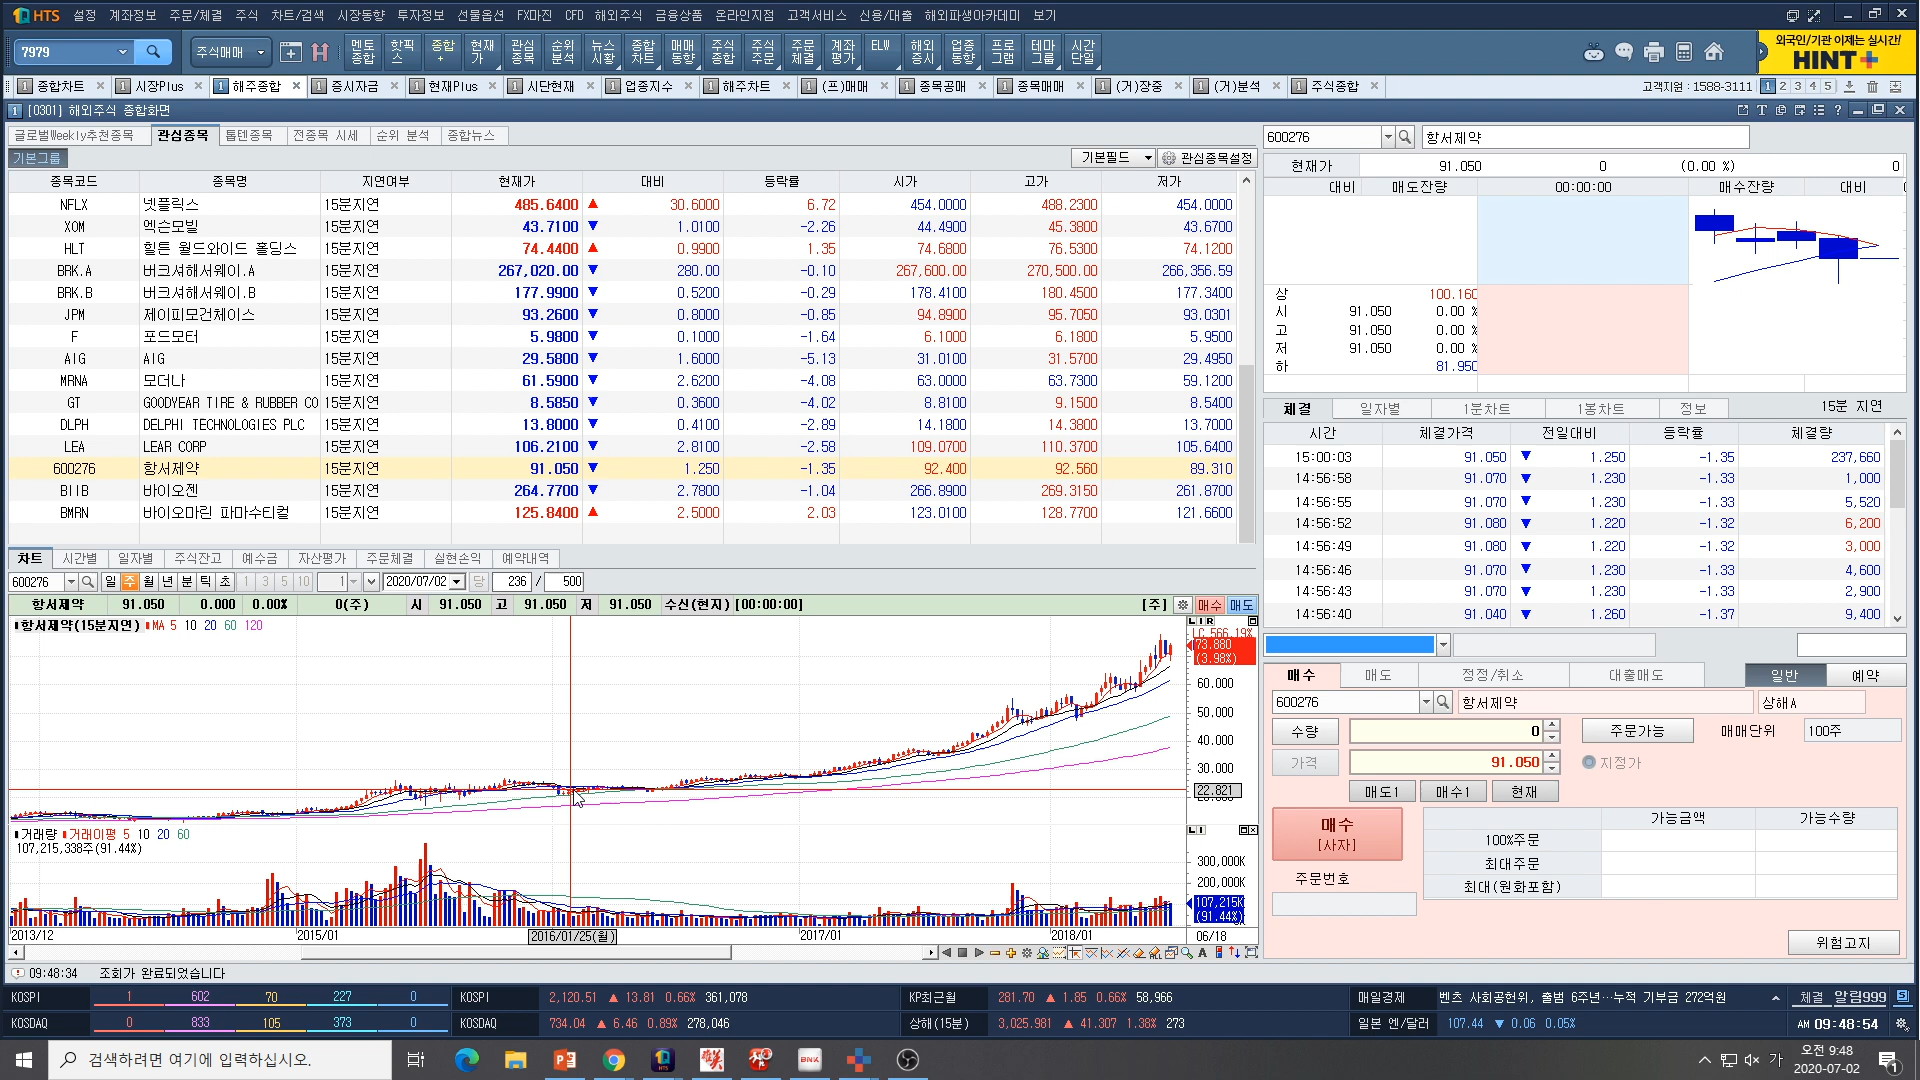 HTS 설정 계좌정보 주문/체결 주식 차트/검색 시장동향 투자정보 선물옵션 FX마진 CFD 해외주식 금융상품 온라인지점 고객서비스 신용/대출 해외파생아카데미 보기
7979 주식매매 멘토종합 핫픽스 종합+ 현재가 관심종목 순위분석 뉴스시황 종합차트 매매동향 주식종합 주식주문 주문체결 계좌평가 ELW 해외증시 업종동향 프로그램 테마그룹 시간단일
외국인/기관 이제는 실시간!
HINT+
1 종합차트 1 시장Plus 1 해주종합 1 증시자금 1 현재Plus 1 시단현재 1 업종지수 1 해주차트 1 (프)매매 1 종목공매 1 종목매매 1 (거)장중 1 (거)분석 1 주식종합 고객지원 : 1588-3111 1 2 3 4 5
1 [0301] 해외주식 종합화면
글로벌Weekly추천종목 관심종목 톱텐종목 전종목 시세 순위 분석 종합뉴스
기본그룹 기본필드 관심종목설정
종목코드 종목명 지연여부 현재가 대비 등락률 시가 고가 저가
NFLX 넷플릭스 15분지연 485.6400 ▲ 30.6000 6.72 454.0000 488.2300 454.0000
XOM 엑슨모빌 15분지연 43.7100 ▼ 1.0100 -2.26 44.4900 45.3800 43.6700
HLT 힐튼 월드와이드 홀딩스 15분지연 74.4400 ▲ 0.9900 1.35 74.6800 76.5300 74.1200
BRK.A 버크셔해서웨이.A 15분지연 267,020.00 ▼ 280.00 -0.10 267,600.00 270,500.00 266,356.59
BRK.B 버크셔해서웨이.B 15분지연 177.9900 ▼ 0.5200 -0.29 178.4100 180.4500 177.3400
JPM 제이피모건체이스 15분지연 93.2600 ▼ 0.8000 -0.85 94.8900 95.7050 93.0301
F 포드모터 15분지연 5.9800 ▼ 0.1000 -1.64 6.1000 6.1800 5.9500
AIG AIG 15분지연 29.5800 ▼ 1.6000 -5.13 31.0100 31.5700 29.4950
MRNA 모더나 15분지연 61.5900 ▼ 2.6200 -4.08 63.0000 63.7300 59.1200
GT GOODYEAR TIRE & RUBBER CO 15분지연 8.5850 ▼ 0.3600 -4.02 8.8100 9.1500 8.5400
DLPH DELPHI TECHNOLOGIES PLC 15분지연 13.8000 ▼ 0.4100 -2.89 14.1800 14.3800 13.7000
LEA LEAR CORP 15분지연 106.2100 ▼ 2.8100 -2.58 109.0700 110.3700 105.6400
600276 항서제약 15분지연 91.050 ▼ 1.250 -1.35 92.400 92.560 89.310
BIIB 바이오젠 15분지연 264.7700 ▼ 2.7800 -1.04 266.8900 269.3150 261.8700
BMRN 바이오마린 파마수티컬 15분지연 125.8400 ▲ 2.5000 2.03 123.0100 128.7700 121.6600
차트 시간별 일자별 주식잔고 예수금 자산평가 주문체결 실현손익 예약내역
600276 일 주 월 년 분 틱 초 1 3 5 10 1 2020/07/02 당 236 / 500
항서제약 91.050 0.000 0.00% 0(주) 시 91.050 고 91.050 저 91.050 수신(현지) [00:00:00] [주] 매수 매도
항서제약(15분지연) MA 5 10 20 60 120
LC 566.19%
73.880
(3.98%)
60.000
50.000
40.000
30.000
22.821
거래량 거래이평 5 10 20 60
107,215,338주(91.44%)
300,000K
200,000K
107,215K
(91.44%)
2013/12 2015/01 2016/01/25(월) 2017/01 2018/01 06/18
09:48:34 조회가 완료되었습니다
600276 항서제약
현재가 91.050 0 (0.00 %) 0
대비 매도잔량 00:00:00 매수잔량 대비
상 100.160
시 91.050 0.00 %
고 91.050 0.00 %
저 91.050 0.00 %
하 81.950
체결 일자별 1분차트 1봉차트 정보 15분 지연
시간 체결가격 전일대비 등락률 체결량
15:00:03 91.050 ▼ 1.250 -1.35 237,660
14:56:58 91.070 ▼ 1.230 -1.33 1,000
14:56:55 91.070 ▼ 1.230 -1.33 5,520
14:56:52 91.080 ▼ 1.220 -1.32 6,200
14:56:49 91.080 ▼ 1.220 -1.32 3,000
14:56:46 91.070 ▼ 1.230 -1.33 4,600
14:56:43 91.070 ▼ 1.230 -1.33 2,900
14:56:40 91.040 ▼ 1.260 -1.37 9,400
매수 매도 정정/취소 대출매도 일반 예약
600276 항서제약 상해A
수량 0 주문가능 매매단위 100주
가격 91.050 지정가
매도1 매수1 현재
매수
[사자]
주문번호
가능금액 가능수량
100%주문
최대주문
최대(원화포함)
위험고지
KOSPI 1 602 70 227 0 KOSPI 2,120.51 ▲ 13.81 0.66% 361,078 KP최근월 281.70 ▲ 1.85 0.66% 58,966 매일경제 벤츠 사회공헌위, 출범 6주년…누적 기부금 272억원 체결 알림999
KOSDAQ 0 833 105 373 0 KOSDAQ 734.04 ▲ 6.46 0.89% 278,046 상해(15분) 3,025.981 ▲ 41.307 1.38% 273 일본 엔/달러 107.44 ▼ 0.06 0.05% AM 09:48:54
검색하려면 여기에 입력하십시오. HTS BNK 가 오전 9:48
2020-07-02 1